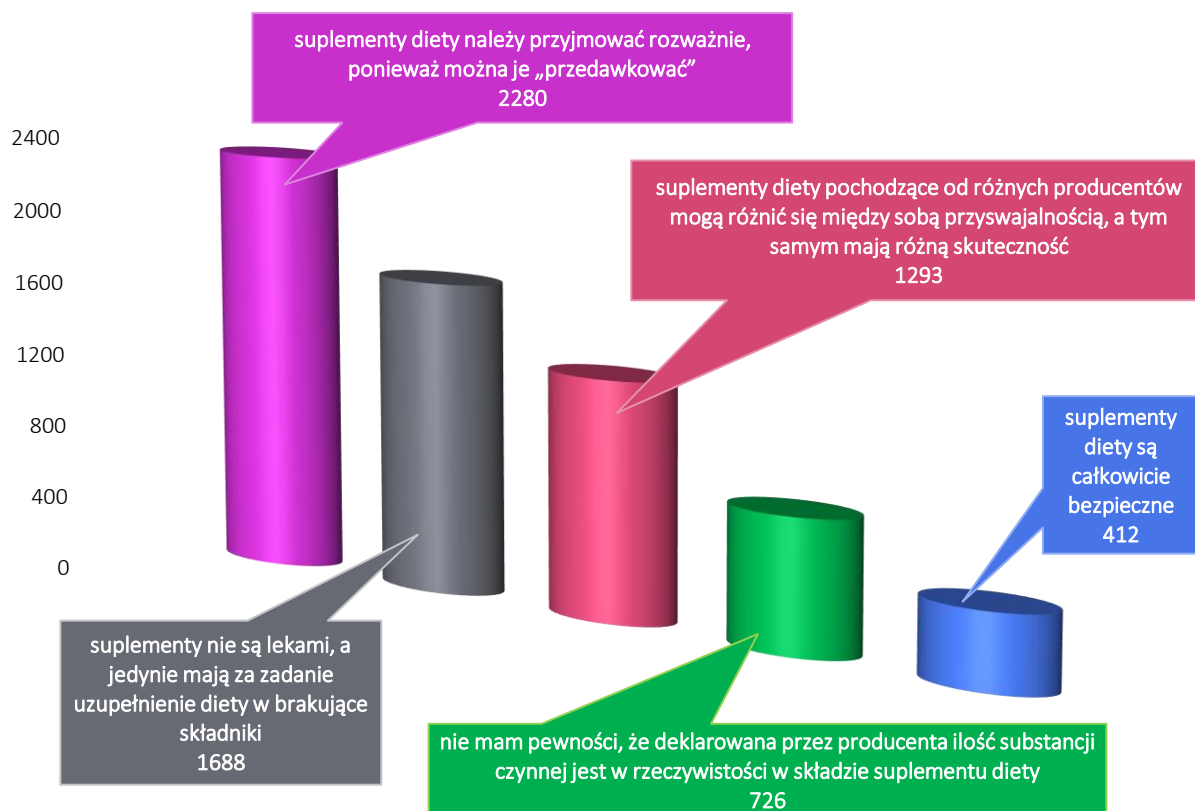 suplementy diety należy przyjmować rozważnie,
ponieważ można je „przedawkować”
2280
2400
2000
1600
1200
800
400
0
suplementy diety pochodzące od różnych producentów
mogą różnić się między sobą przyswajalnością, a tym
samym mają różną skuteczność
1293
suplementy
diety są
całkowicie
bezpieczne
412
suplementy nie są lekami, a
jedynie mają za zadanie
uzupełnienie diety w brakujące
składniki
1688
nie mam pewności, że deklarowana przez producenta ilość substancji
czynnej jest w rzeczywistości w składzie suplementu diety
726